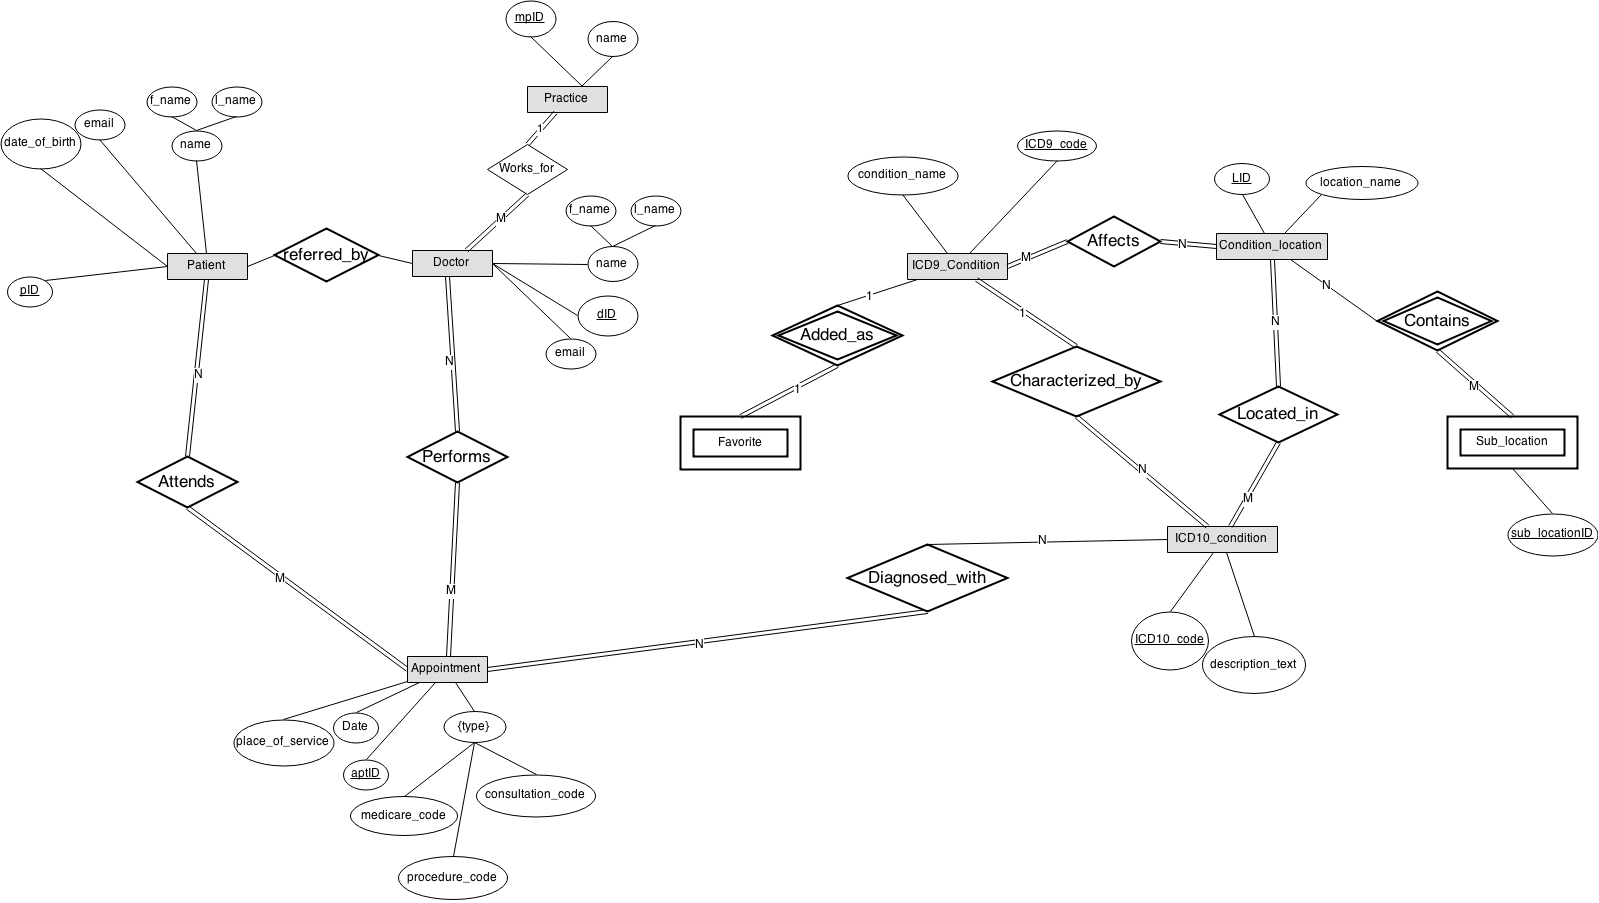 mpID
name
Practice
1
f_name
l_name
email
date_of_birth
name
Works_for
ICD9_code
condition_name
LID
location_name
M
f_name
l_name
referred_by
Affects
M
N
Condition_location
Patient
Doctor
name
ICD9_Condition
pID
dID
email
1
1
N
N
Added_as
Contains
N
N
1
Characterized_by
M
Located_in
Favorite
Sub_location
Performs
Attends
N
M
sub_locationID
N
ICD10_condition
M
M
Diagnosed_with
N
ICD10_code
description_text
Appointment
place_of_service
Date
{type}
aptID
consultation_code
medicare_code
procedure_code